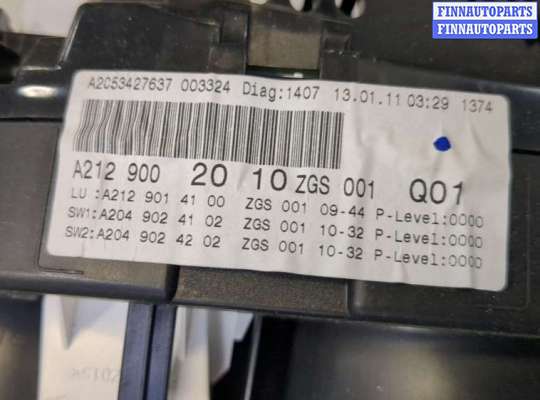 FINNAUTOPARTS
FINNAUTOPARTS
A2C53427637 003324 Diag:1407 13.01.11 03:29 1374
A212 900 20 10 ZGS 001 Q01
LU :A212 901 41 00 ZGS 001 09-44 P-Level:0000
SW1:A204 902 41 02 ZGS 001 10-32 P-Level:0000
SW2:A204 902 42 02 ZGS 001 10-32 P-Level:0000